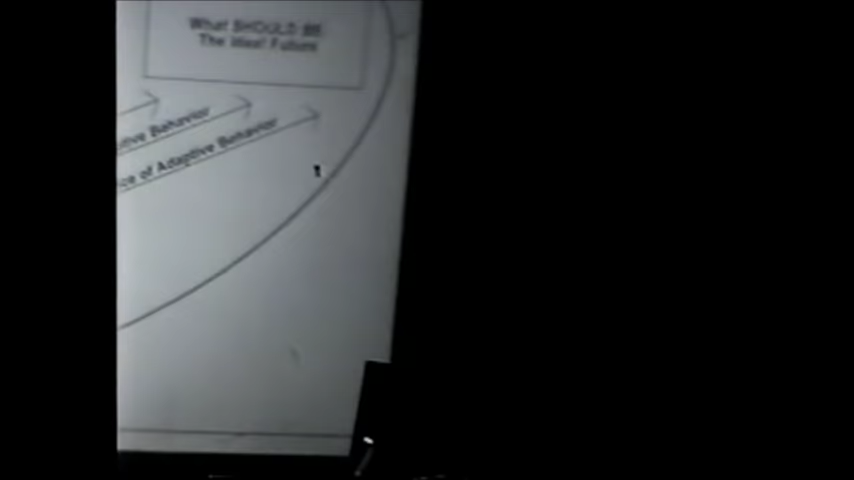 What SHOULD BE
The Ideal Future
tive Behavior
ce of Adaptive Behavior